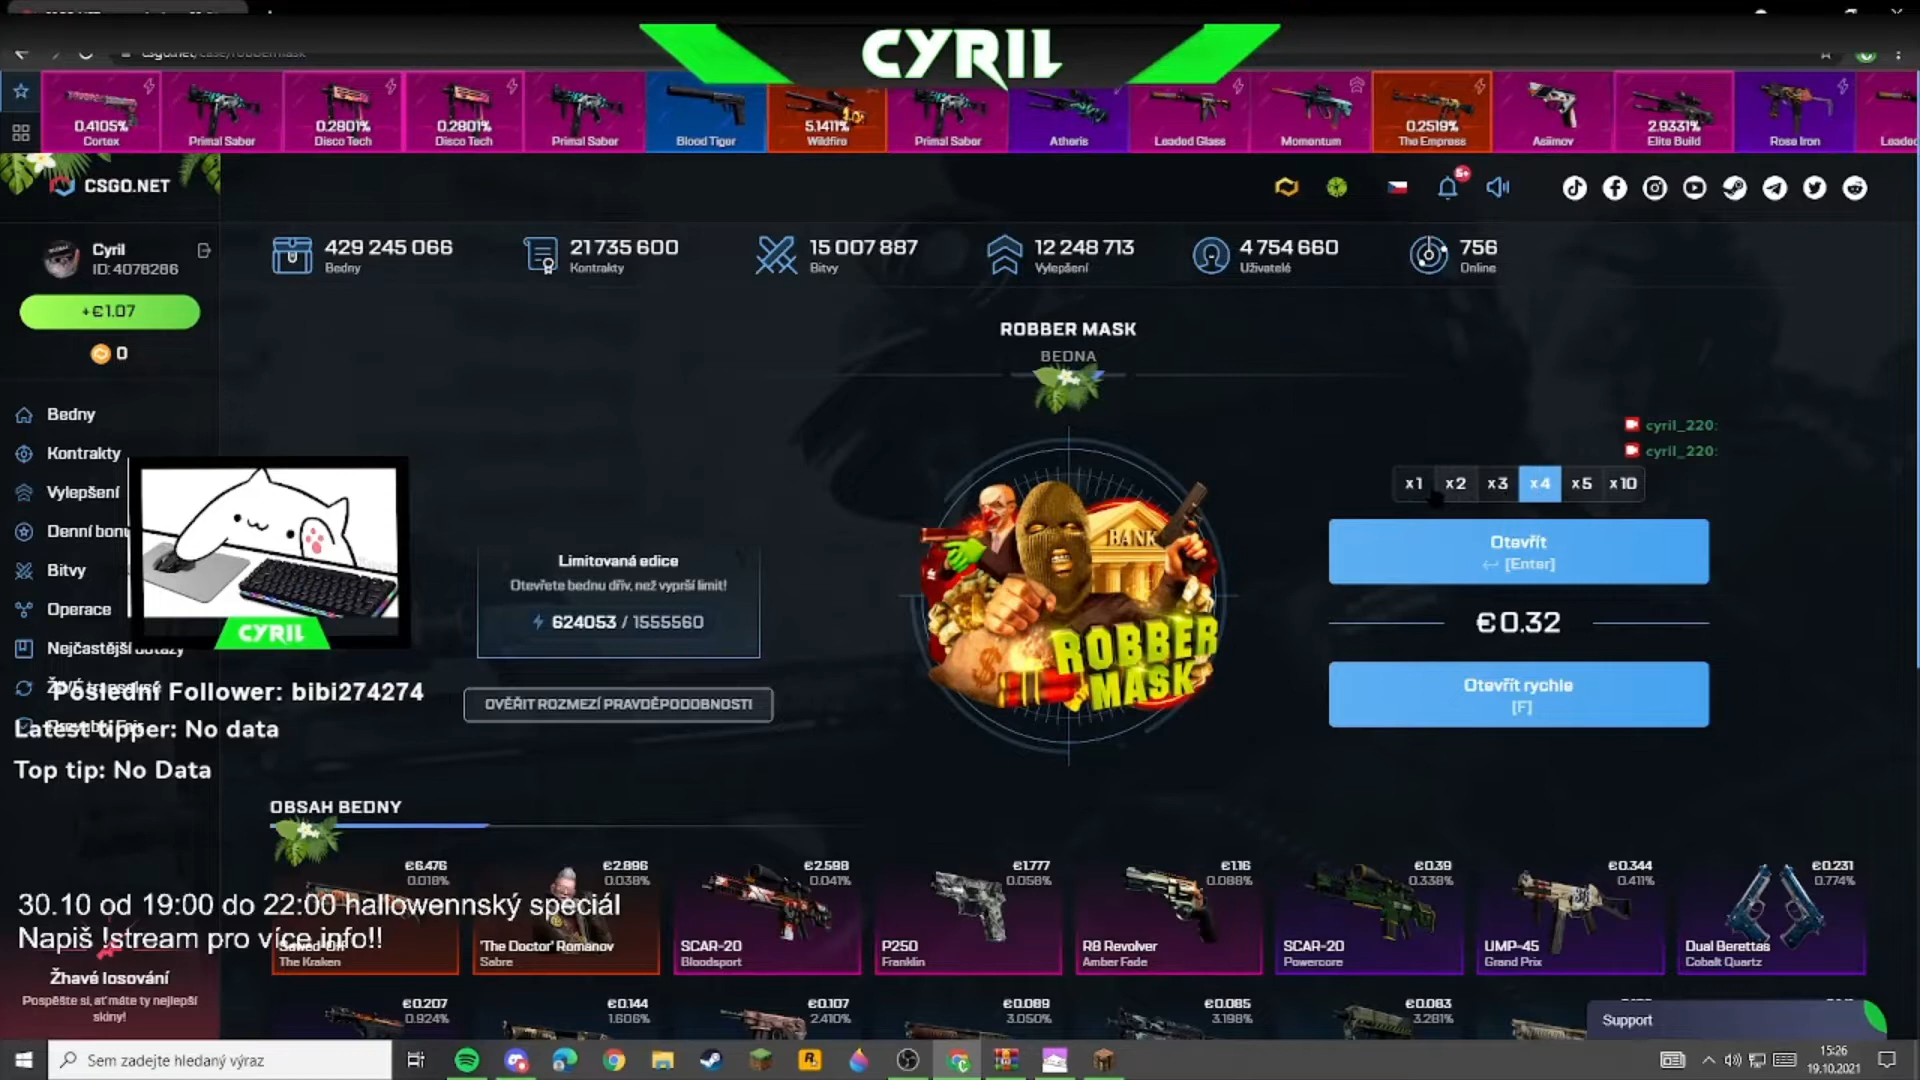 CYRIL
0.4105%
Cortex
Primal Saber
0.2801%
Disco Tech
0.2801%
Disco Tech
Primal Saber
Blood Tiger
5.1411%
Wildfire
Primal Saber
Atheris
Leaded Glass
Momentum
0.2519%
The Empress
Asiimov
2.9331%
Elite Build
Rose Iron
CSGO.NET
5+
Cyril
ID: 4078286
+€1.07
0
429 245 066
Bedny
21 735 600
Kontrakty
15 007 887
Bitvy
12 248 713
Vylepšení
4 754 660
Uživatelé
756
Online
ROBBER MASK
BEDNA
Bedny
Kontrakty
Vylepšení
Denní bonu
Bitvy
Operace
Nejčastější dotazy
CYRIL
Limitovaná edice
Otevřete bednu dřív, než vyprší limit!
624053 / 1555560
OVĚŘIT ROZMEZÍ PRAVDĚPODOBNOSTI
BANK
ROBBER
MASK
cyril_220:
cyril_220:
x1 x2 x3 x4 x5 x10
Otevřít
[Enter]
€0.32
Otevřít rychle
[F]
Poslední Follower: bibi274274
Latest tipper: No data
Top tip: No Data
OBSAH BEDNY
€6.476
0.018%
Sawed-Off
The Kraken
€2.896
0.038%
'The Doctor' Romanov
Sabre
€2.598
0.041%
SCAR-20
Bloodsport
€1.777
0.058%
P250
Franklin
€1.16
0.088%
R8 Revolver
Amber Fade
€0.39
0.338%
SCAR-20
Powercore
€0.344
0.411%
UMP-45
Grand Prix
€0.231
0.774%
Dual Berettas
Cobalt Quartz
30.10 od 19:00 do 22:00 hallowennský speciál
Napiš !stream pro více info!!
Žhavé losování
Pospěšte si, ať máte ty nejlepší
skiny!
€0.207
0.924%
€0.144
1.606%
€0.107
2.410%
€0.089
3.050%
€0.085
3.198%
€0.083
3.281%
Support
Sem zadejte hledaný výraz
15:26
19.10.2021